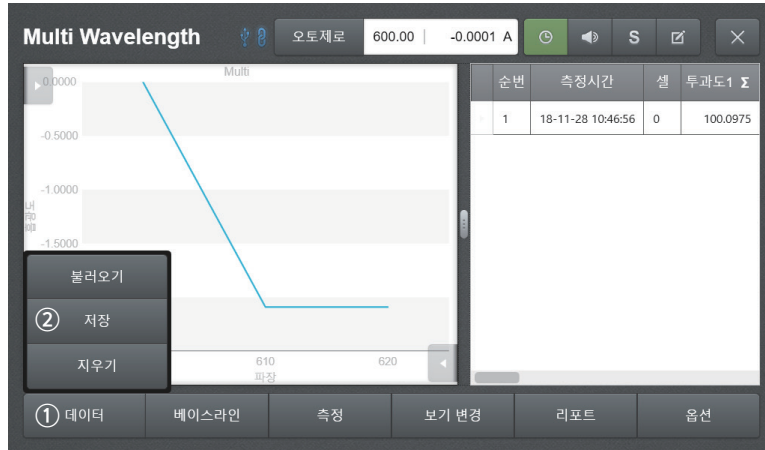 Multi Wavelength 오토제로 600.00 -0.0001 A S
Multi
0.0000
-0.5000
-1.0000
-1.5000
흡광도
610 620
파장
순번 측정시간 셀 투과도1 Σ
1 18-11-28 10:46:56 0 100.0975
불러오기
② 저장
지우기
① 데이터 베이스라인 측정 보기 변경 리포트 옵션